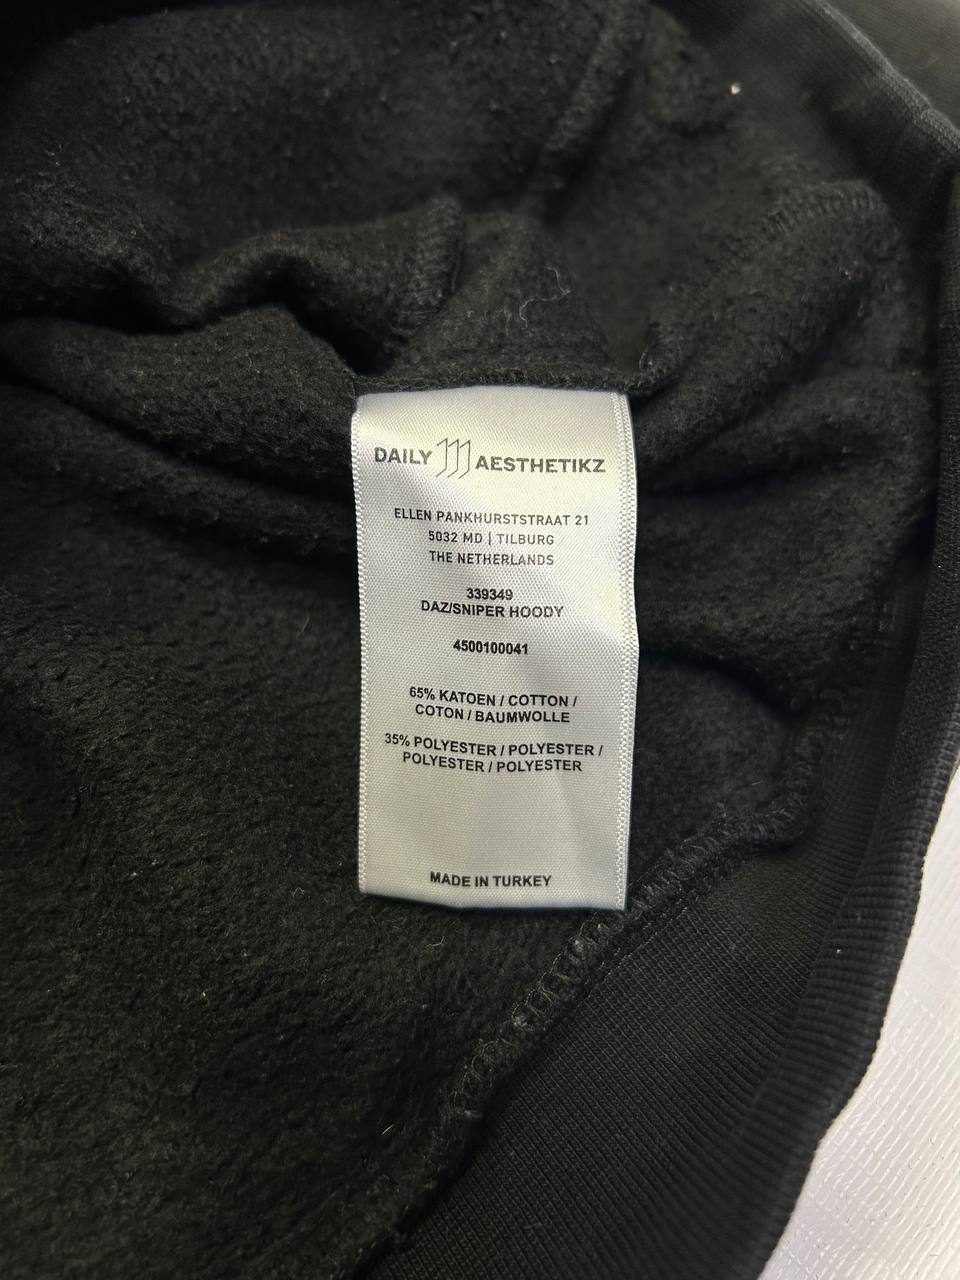 DAILY AESTHETIKZ
ELLEN PANKHURSTSTRAAT 21
5032 MD | TILBURG
THE NETHERLANDS
339349
DAZ/SNIPER HOODY
4500100041
65% KATOEN / COTTON /
COTON / BAUMWOLLE
35% POLYESTER / POLYESTER /
POLYESTER / POLYESTER
MADE IN TURKEY